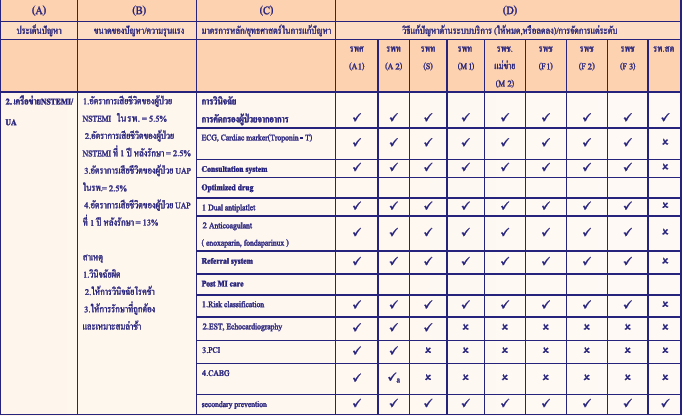 (A) (B) (C) (D)
ประเด็นปัญหา ขนาดของปัญหา/ความรุนแรง มาตรการหลัก/ยุทธศาสตร์ในการแก้ปัญหา วิธีแก้ปัญหาด้านระบบบริการ (ให้หมด,หรือลดลง)/การจัดการแต่ระดับ
รพศ (A 1) รพท (A 2) รพท (S) รพท (M 1) รพช. แม่ข่าย (M 2) รพช (F 1) รพช (F 2) รพช (F 3) รพ.สต
2. เครือข่ายNSTEMI/
UA
1.อัตราการเสียชีวิตของผู้ป่วย
NSTEMI ใน รพ. = 5.5%
2.อัตราการเสียชีวิตของผู้ป่วย
NSTEMI ที่ 1 ปี หลังรักษา = 2.5%
3.อัตราการเสียชีวิตของผู้ป่วย UAP
ในรพ.= 2.5%
4.อัตราการเสียชีวิตของผู้ป่วย UAP
ที่ 1 ปี หลังรักษา = 13%
สาเหตุ
1.วินิจฉัยผิด
2.ให้การวินิจฉัยโรคช้า
3.ให้การรักษาที่ถูกต้อง
และเหมาะสมล่าช้า
การวินิจฉัย
การคัดกรองผู้ป่วยจากอาการ ✓ ✓ ✓ ✓ ✓ ✓ ✓ ✓ ✓
ECG, Cardiac marker(Troponin - T) ✓ ✓ ✓ ✓ ✓ ✓ ✓ ✓ ×
Consultation system ✓ ✓ ✓ ✓ ✓ ✓ ✓ ✓ ×
Optimized drug
1 Dual antiplatlet ✓ ✓ ✓ ✓ ✓ ✓ ✓ ✓ ×
2 Anticoagulant ✓ ✓ ✓ ✓ ✓ ✓ ✓ ✓ ×
( enoxaparin, fondaparinux )
Referral system ✓ ✓ ✓ ✓ ✓ ✓ ✓ ✓ ×
Post MI care
1.Risk classification ✓ ✓ ✓ ✓ ✓ ✓ ✓ ✓ ×
2.EST, Echocardiography ✓ ✓ ✓ × × × × × ×
3.PCI ✓ ✓ × × × × × × ×
4.CABG ✓ ✓a × × × × × × ×
secondary prevention ✓ ✓ ✓ ✓ ✓ ✓ ✓ ✓ ✓